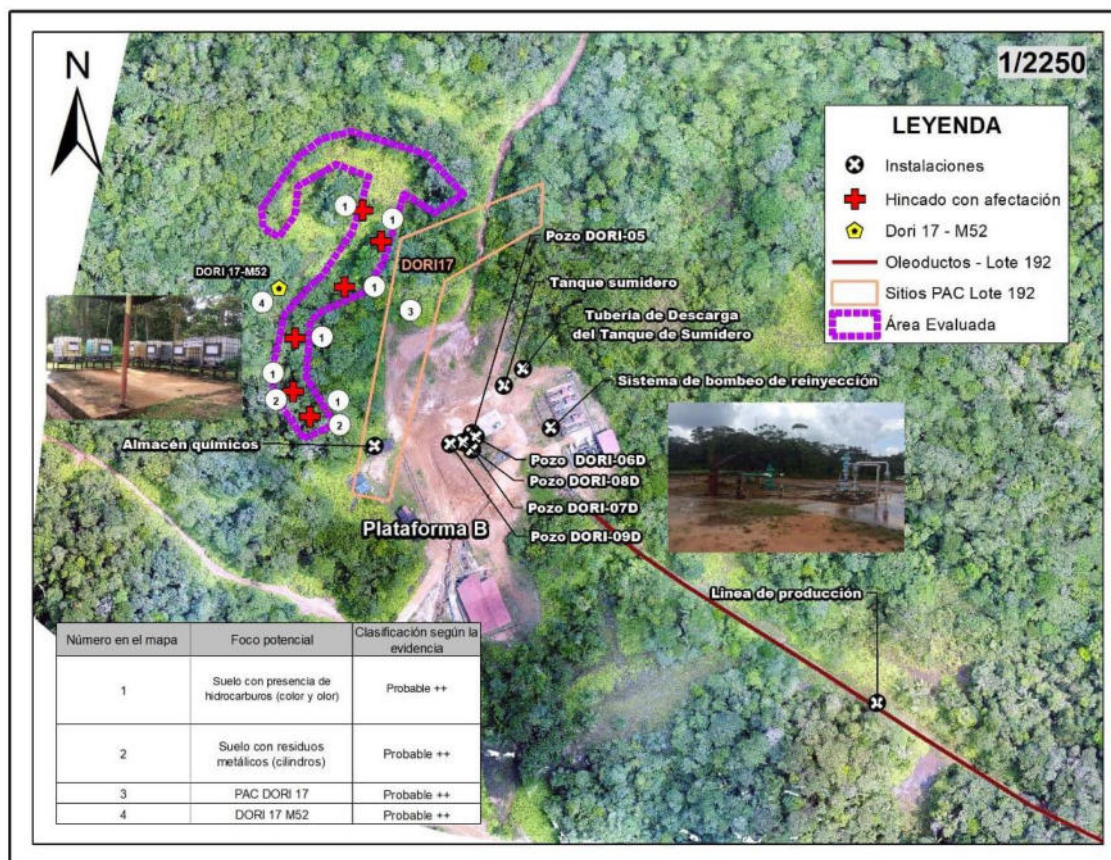 N
1/2250
LEYENDA
Instalaciones
Hincado con afectación
Dori 17 - M52
Oleoductos - Lote 192
Sitios PAC Lote 192
Área Evaluada
1
1
DORI17
Pozo DORI-05
Tanque sumidero
DORI 17-M52
4
1
3
Tuberia de Descarga
del Tanque de Sumidero
1
Sistema de bombeo de reinyección
1
2
1
2
Almacén químicos
Pozo DORI-06D
Pozo DORI-08D
Pozo DORI-07D
Pozo DORI-09D
Plataforma B
Linea de producción
Número en el mapa
Foco potencial
Clasificación según la
evidencia
1
Suelo con presencia de
hidrocarburos (color y olor)
Probable ++
2
Suelo con residuos
metálicos (cilindros)
Probable ++
3
PAC DORI 17
Probable ++
4
DORI 17 M52
Probable ++